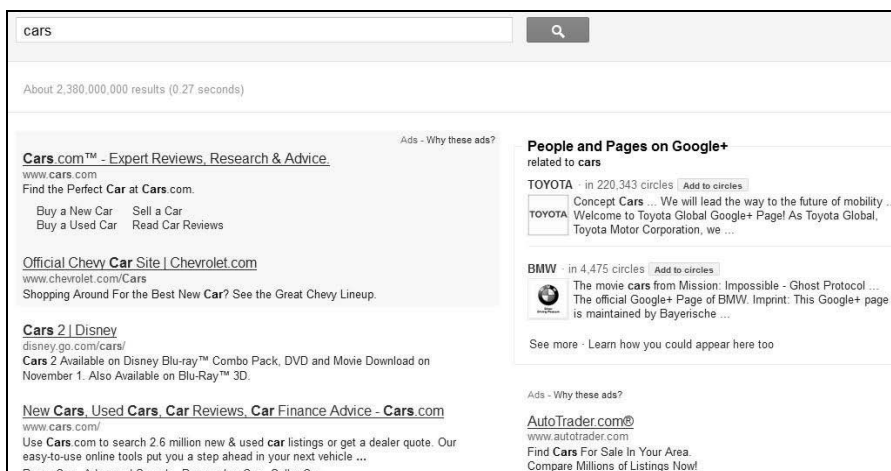 cars
About 2,380,000,000 results (0.27 seconds)
Ads - Why these ads?
Cars.com™ - Expert Reviews, Research & Advice.
www.cars.com
Find the Perfect Car at Cars.com.
Buy a New Car Sell a Car
Buy a Used Car Read Car Reviews
Official Chevy Car Site | Chevrolet.com
www.chevrolet.com/Cars
Shopping Around For the Best New Car? See the Great Chevy Lineup.
Cars 2 | Disney
disney.go.com/cars/
Cars 2 Available on Disney Blu-ray™ Combo Pack, DVD and Movie Download on
November 1. Also Available on Blu-Ray™ 3D.
New Cars, Used Cars, Car Reviews, Car Finance Advice - Cars.com
www.cars.com/
Use Cars.com to search 2.6 million new & used car listings or get a dealer quote. Our
easy-to-use online tools put you a step ahead in your next vehicle ...
People and Pages on Google+
related to cars
TOYOTA · in 220,343 circles Add to circles
TOYOTA
Concept Cars ... We will lead the way to the future of mobility ...
Welcome to Toyota Global Google+ Page! As Toyota Global,
Toyota Motor Corporation, we ...
BMW · in 4,475 circles Add to circles
The movie cars from Mission: Impossible - Ghost Protocol ...
The official Google+ Page of BMW. Imprint: This Google+ page
is maintained by Bayerische ...
See more · Learn how you could appear here too
Ads - Why these ads?
AutoTrader.com®
www.autotrader.com
Find Cars For Sale In Your Area.
Compare Millions of Listings Now!